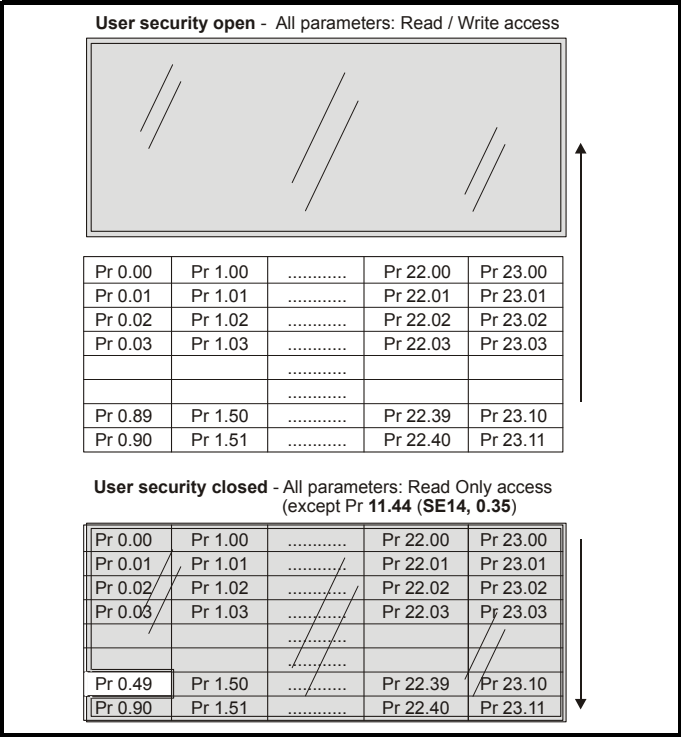 User security open - All parameters: Read / Write access
Pr 0.00 Pr 1.00 ............ Pr 22.00 Pr 23.00
Pr 0.01 Pr 1.01 ............ Pr 22.01 Pr 23.01
Pr 0.02 Pr 1.02 ............ Pr 22.02 Pr 23.02
Pr 0.03 Pr 1.03 ............ Pr 22.03 Pr 23.03
............
............
Pr 0.89 Pr 1.50 ............ Pr 22.39 Pr 23.10
Pr 0.90 Pr 1.51 ............ Pr 22.40 Pr 23.11
User security closed - All parameters: Read Only access
(except Pr 11.44 (SE14, 0.35)
Pr 0.00 Pr 1.00 ............ Pr 22.00 Pr 23.00
Pr 0.01 Pr 1.01 ............ Pr 22.01 Pr 23.01
Pr 0.02 Pr 1.02 ............ Pr 22.02 Pr 23.02
Pr 0.03 Pr 1.03 ............ Pr 22.03 Pr 23.03
............
............
Pr 0.49 Pr 1.50 ............ Pr 22.39 Pr 23.10
Pr 0.90 Pr 1.51 ............ Pr 22.40 Pr 23.11